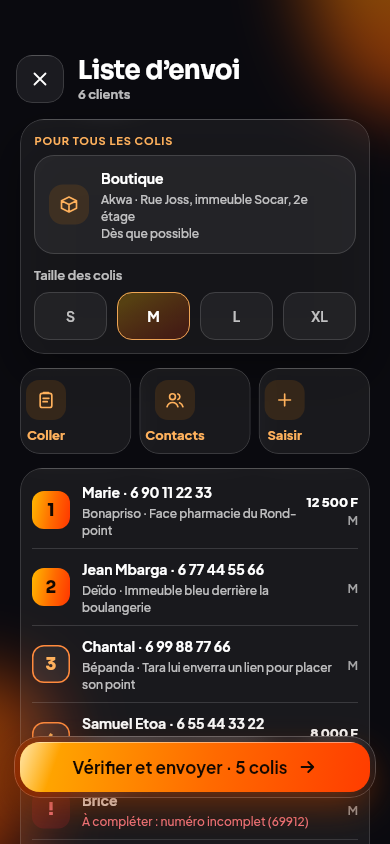 Liste d’envoi
6 clients
POUR TOUS LES COLIS
Boutique
Akwa · Rue Joss, immeuble Socar, 2e
étage
Dès que possible
Taille des colis
S
M
L
XL
Coller
Contacts
Saisir
1
Marie · 6 90 11 22 33
12 500 F
Bonapriso · Face pharmacie du Rond-
point
M
2
Jean Mbarga · 6 77 44 55 66
Deïdo · Immeuble bleu derrière la
boulangerie
M
3
Chantal · 6 99 88 77 66
Bépanda · Tara lui enverra un lien pour placer
son point
M
Samuel Etoa · 6 55 44 33 22
8 000 F
Vérifier et envoyer · 5 colis →
!
Brice
À compléter : numéro incomplet (69912)
M